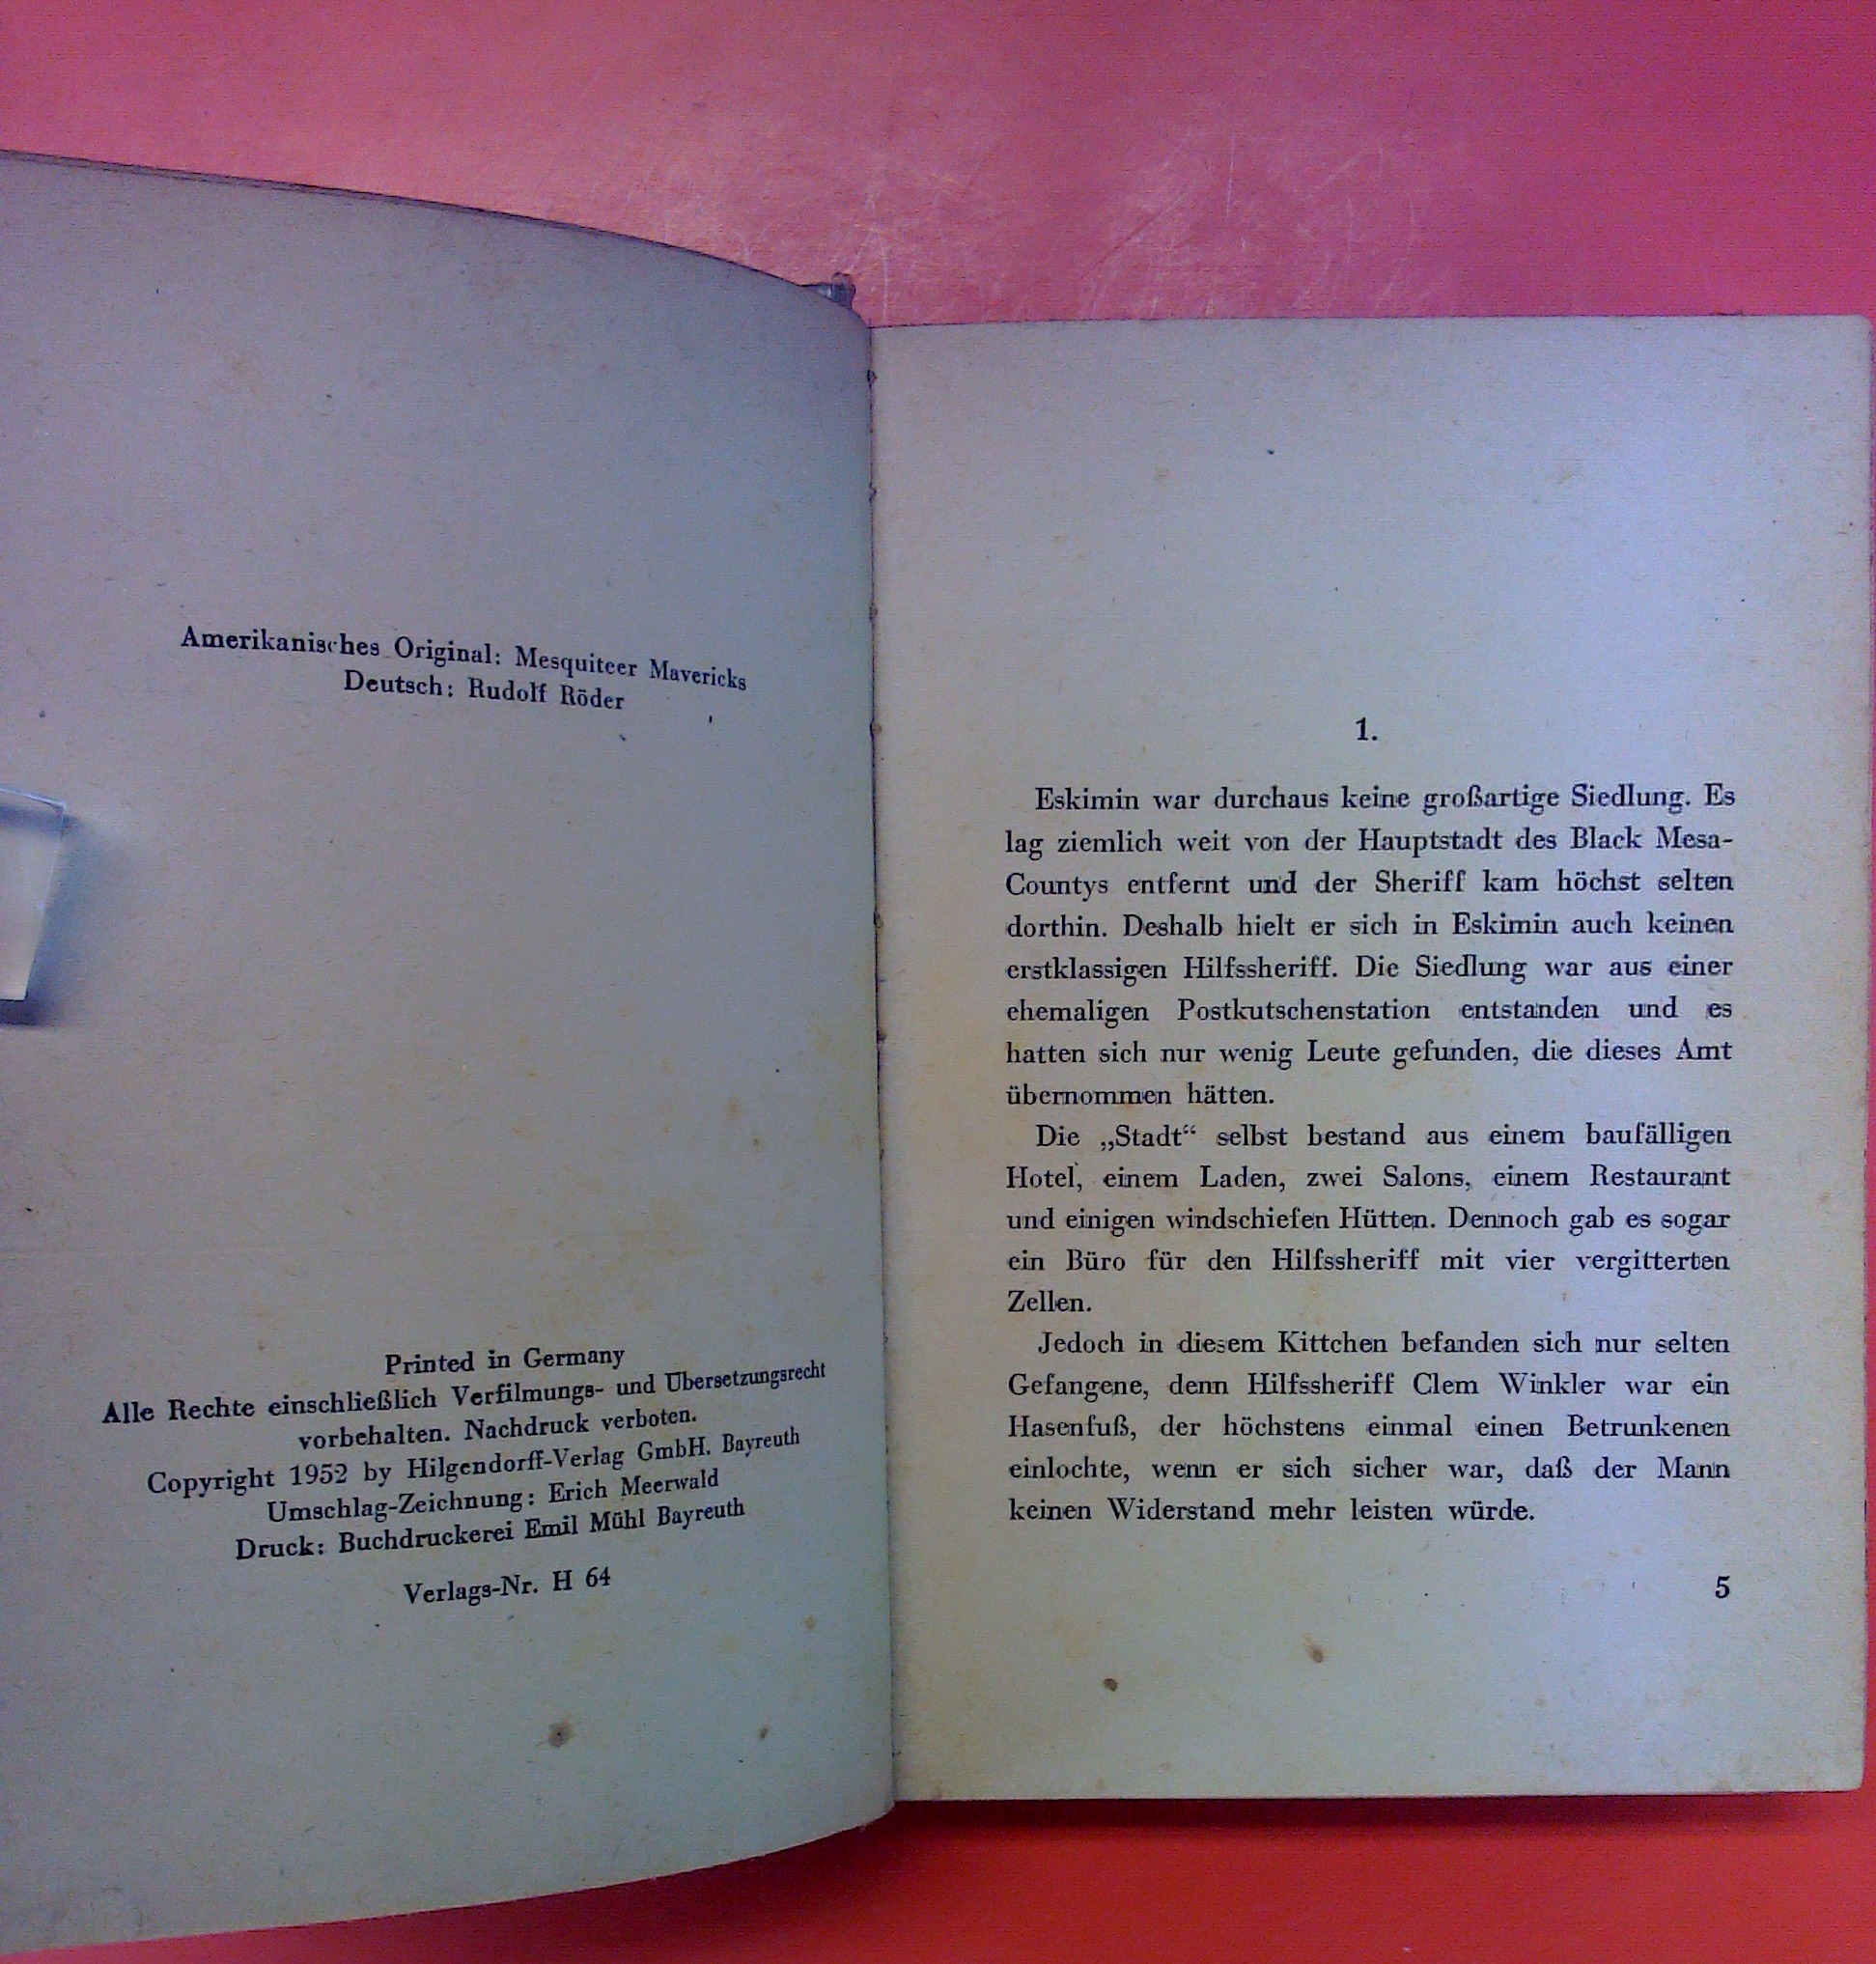 Amerikanisches Original: Mesquiteer Mavericks
Deutsch: Rudolf Röder
Printed in Germany
Alle Rechte einschließlich Verfilmungs- und Übersetzungsrecht
vorbehalten. Nachdruck verboten.
Copyright 1952 by Hilgendorff-Verlag GmbH. Bayreuth
Umschlag-Zeichnung: Erich Meerwald
Druck: Buchdruckerei Emil Mühl Bayreuth
Verlags-Nr. H 64
1.
Eskimin war durchaus keine großartige Siedlung. Es
lag ziemlich weit von der Hauptstadt des Black Mesa-
Countys entfernt und der Sheriff kam höchst selten
dorthin. Deshalb hielt er sich in Eskimin auch keinen
erstklassigen Hilfssheriff. Die Siedlung war aus einer
ehemaligen Postkutschenstation entstanden und es
hatten sich nur wenig Leute gefunden, die dieses Amt
übernommen hätten.
Die „Stadt“ selbst bestand aus einem baufälligen
Hotel, einem Laden, zwei Salons, einem Restaurant
und einigen windschiefen Hütten. Dennoch gab es sogar
ein Büro für den Hilfssheriff mit vier vergitterten
Zellen.
Jedoch in diesem Kittchen befanden sich nur selten
Gefangene, denn Hilfssheriff Clem Winkler war ein
Hasenfuß, der höchstens einmal einen Betrunkenen
einlochte, wenn er sich sicher war, daß der Mann
keinen Widerstand mehr leisten würde.
5